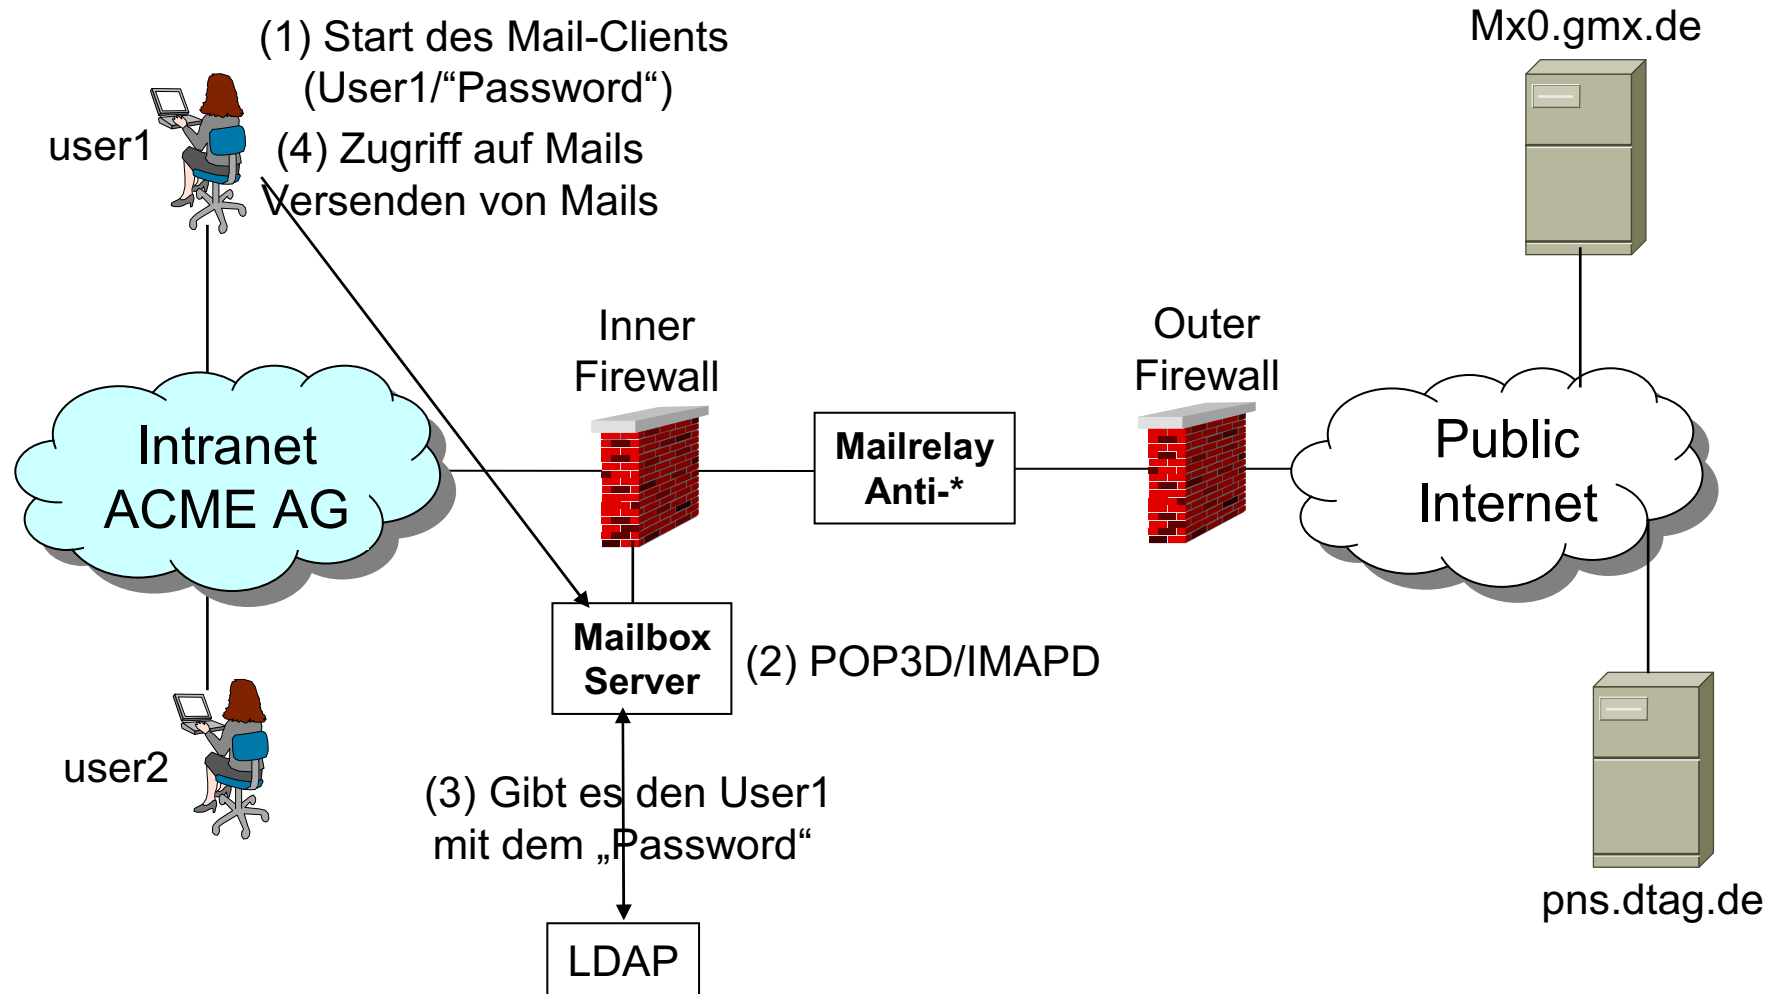 (1) Start des Mail-Clients
(User1/“Password“)
user1
(4) Zugriff auf Mails
Versenden von Mails
Mx0.gmx.de
Inner
Firewall
Outer
Firewall
Intranet
ACME AG
Mailrelay
Anti-*
Public
Internet
Mailbox
Server
(2) POP3D/IMAPD
user2
(3) Gibt es den User1
mit dem „Password“
pns.dtag.de
LDAP